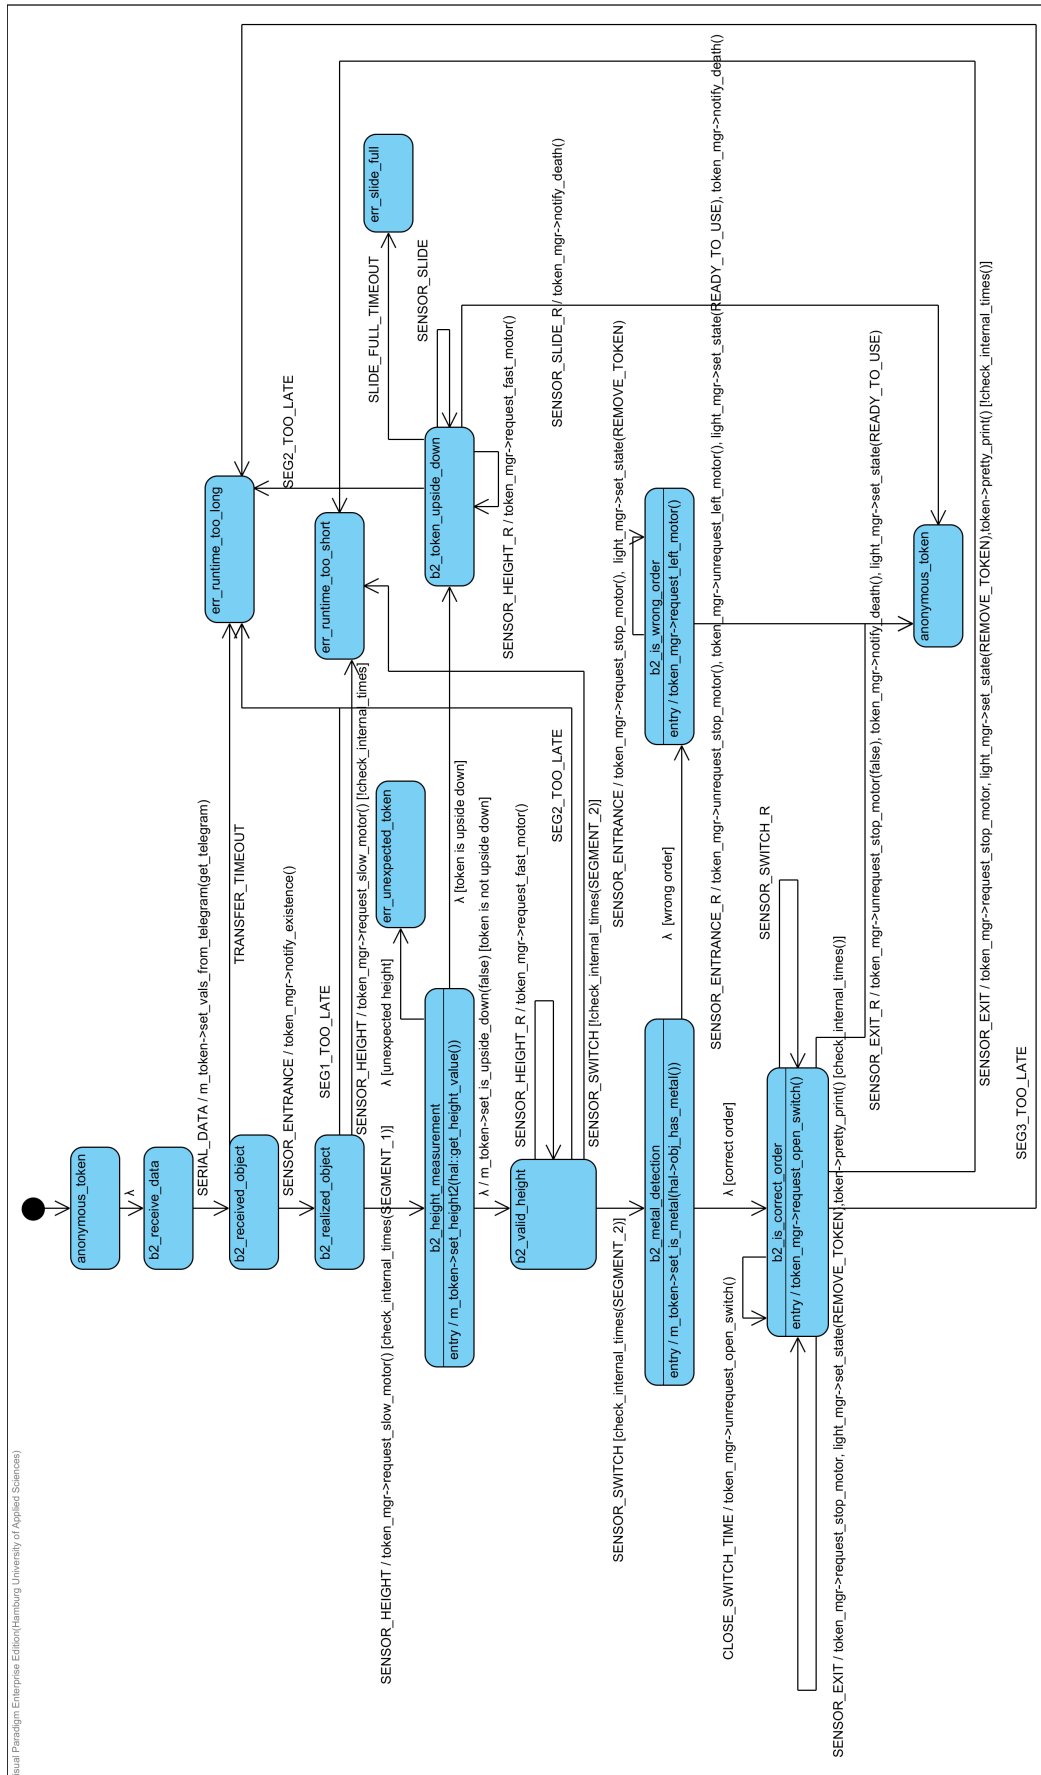 isual Paradigm Enterprise Edition(Hamburg University of Applied Sciences)
anonymous_token
λ
b2_receive_data
SERIAL_DATA / m_token->set_vals_from_telegram(get_telegram)
b2_received_object
TRANSFER_TIMEOUT
err_runtime_too_long
SENSOR_ENTRANCE / token_mgr->notify_existence()
b2_realized_object
SEG1_TOO_LATE
SENSOR_HEIGHT / token_mgr->request_slow_motor() [!check_internal_times]
err_runtime_too_short
SEG2_TOO_LATE
SENSOR_HEIGHT / token_mgr->request_slow_motor() [check_internal_times(SEGMENT_1)]
λ [unexpected height]
err_unexpected_token
SLIDE_FULL_TIMEOUT
err_slide_full
SENSOR_SLIDE
b2_height_measurement
entry / m_token->set_height2(hal::get_height_value())
λ [token is upside down]
b2_token_upside_down
SENSOR_HEIGHT_R / token_mgr->request_fast_motor()
SENSOR_SLIDE_R / token_mgr->notify_death()
λ / m_token->set_is_upside_down(false) [token is not upside down]
b2_valid_height
SENSOR_HEIGHT_R / token_mgr->request_fast_motor()
SEG2_TOO_LATE
SENSOR_SWITCH [!check_internal_times(SEGMENT_2)]
SENSOR_SWITCH [check_internal_times(SEGMENT_2)]
SENSOR_ENTRANCE / token_mgr->request_stop_motor(), light_mgr->set_state(REMOVE_TOKEN)
b2_metal_detection
entry / m_token->set_is_metal(hal->obj_has_metal())
λ [wrong order]
b2_is_wrong_order
entry / token_mgr->request_left_motor()
SENSOR_ENTRANCE_R / token_mgr->unrequest_stop_motor(), token_mgr->unrequest_left_motor(), light_mgr->set_state(READY_TO_USE), token_mgr->notify_death()
λ [correct order]
CLOSE_SWITCH_TIME / token_mgr->unrequest_open_switch()
SENSOR_SWITCH_R
b2_is_correct_order
entry / token_mgr->request_open_switch()
SENSOR_EXIT / token_mgr->request_stop_motor, light_mgr->set_state(REMOVE_TOKEN),token->pretty_print() [check_internal_times()]
SENSOR_EXIT_R / token_mgr->unrequest_stop_motor(false), token_mgr->notify_death(), light_mgr->set_state(READY_TO_USE)
anonymous_token
SENSOR_EXIT / token_mgr->request_stop_motor, light_mgr->set_state(REMOVE_TOKEN),token->pretty_print() [!check_internal_times()]
SEG3_TOO_LATE